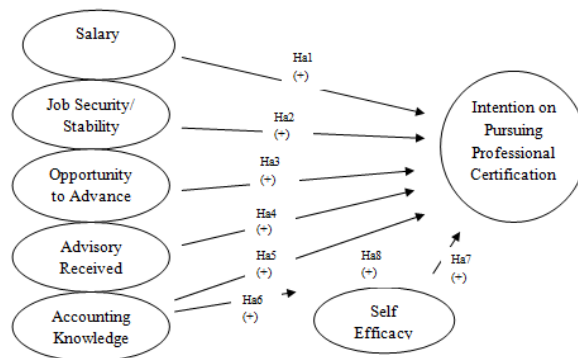 Salary
Ha1
(+)
Job Security/
Stability
Ha2
(+)
Intention on
Pursuing
Professional
Certification
Opportunity
to Advance
Ha3
(+)
Advisory
Received
Ha4
(+)
Accounting
Knowledge
Ha5
(+)
Ha6
(+)
Ha8
(+)
Ha7
(+)
Self
Efficacy